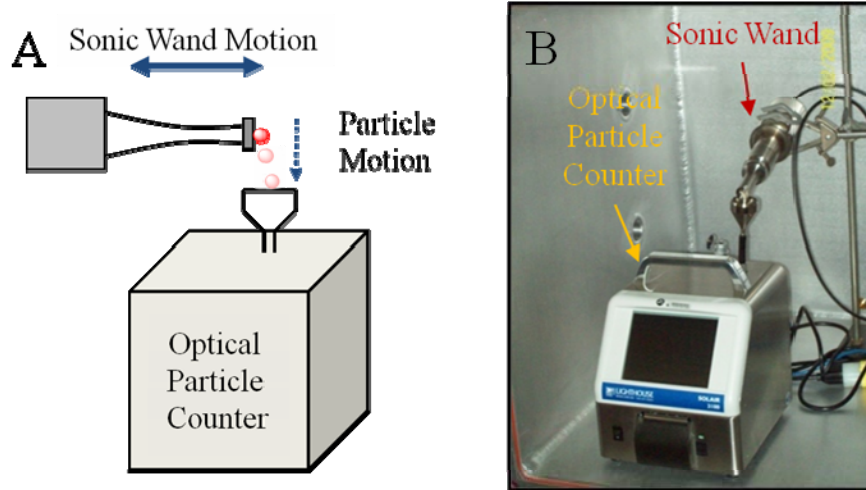 A
Sonic Wand Motion
Particle
Motion
Optical
Particle
Counter
B
Sonic Wand
Optical
Particle
Counter
LIGHTHOUSE
SOLAIR